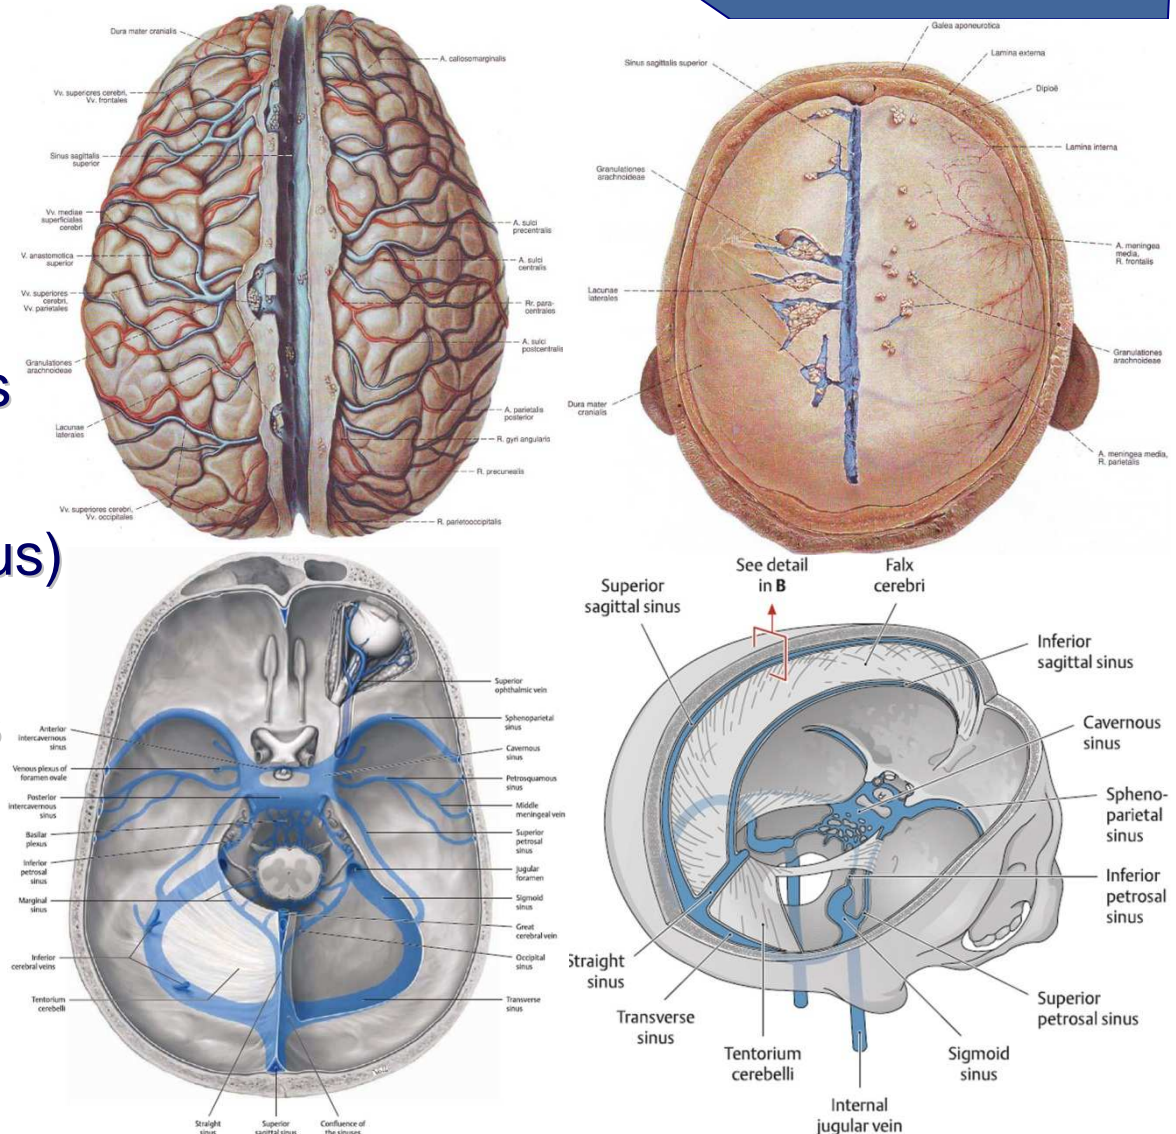 Dura mater cranialis
Vv. superiores cerebri,
Vv. frontales
Sinus sagittalis
superior
Vv. mediae
superficiales
cerebri
V. anastomotica
superior
Vv. superiores
cerebri,
Vv. parietales
Granulationes
arachnoideae
Lacunae
laterales
Vv. superiores cerebri,
Vv. occipitales
A. callosomarginalis
A. sulci
precentralis
A. sulci
centralis
Rr. para-
centrales
A. sulci
postcentralis
A. parietalis
posterior
R. gyri angularis
R. precunealis
R. parietooccipitalis
Galea aponeurotica
Sinus sagittalis superior
Lamina externa
Diploë
Lamina interna
Granulationes
arachnoideae
Lacunae
laterales
Dura mater
cranialis
A. meningea
media,
R. frontalis
Granulationes
arachnoideae
A. meningea media,
R. parietalis
s
us)
Anterior
intercavernous
sinus
Venous plexus of
foramen ovale
Posterior
intercavernous
sinus
Basilar
plexus
Inferior
petrosal
sinus
Marginal
sinus
Inferior
cerebral veins
Tentorium
cerebelli
Superior
ophthalmic vein
Sphenoparietal
sinus
Cavernous
sinus
Petrosquamous
sinus
Middle
meningeal vein
Superior
petrosal
sinus
Jugular
foramen
Sigmoid
sinus
Great
cerebral vein
Occipital
sinus
Transverse
sinus
Straight
sinus
Superior
sagittal sinus
Confluence of
the sinuses
See detail
in B
Falx
cerebri
Superior
sagittal sinus
Inferior
sagittal sinus
Cavernous
sinus
Spheno-
parietal
sinus
Inferior
petrosal
sinus
Superior
petrosal sinus
Straight
sinus
Transverse
sinus
Tentorium
cerebelli
Sigmoid
sinus
Internal
jugular vein